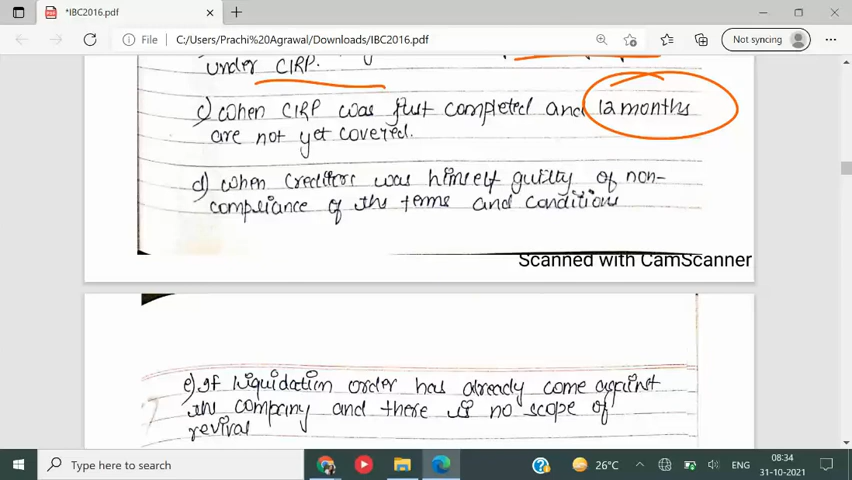 *IBC2016.pdf
File C:/Users/Prachi%20Agrawal/Downloads/IBC2016.pdf Not syncing
under CIRP.
c) when CIRP was first completed and 12 months
are not yet covered.
d) when Creditors was himself guilty of non-
compliance of the terms and conditions
Scanned with CamScanner
e) If Liquidation order has already come against
the company and there is no scope of
revival
Type here to search 26°C ENG 08:34
31-10-2021